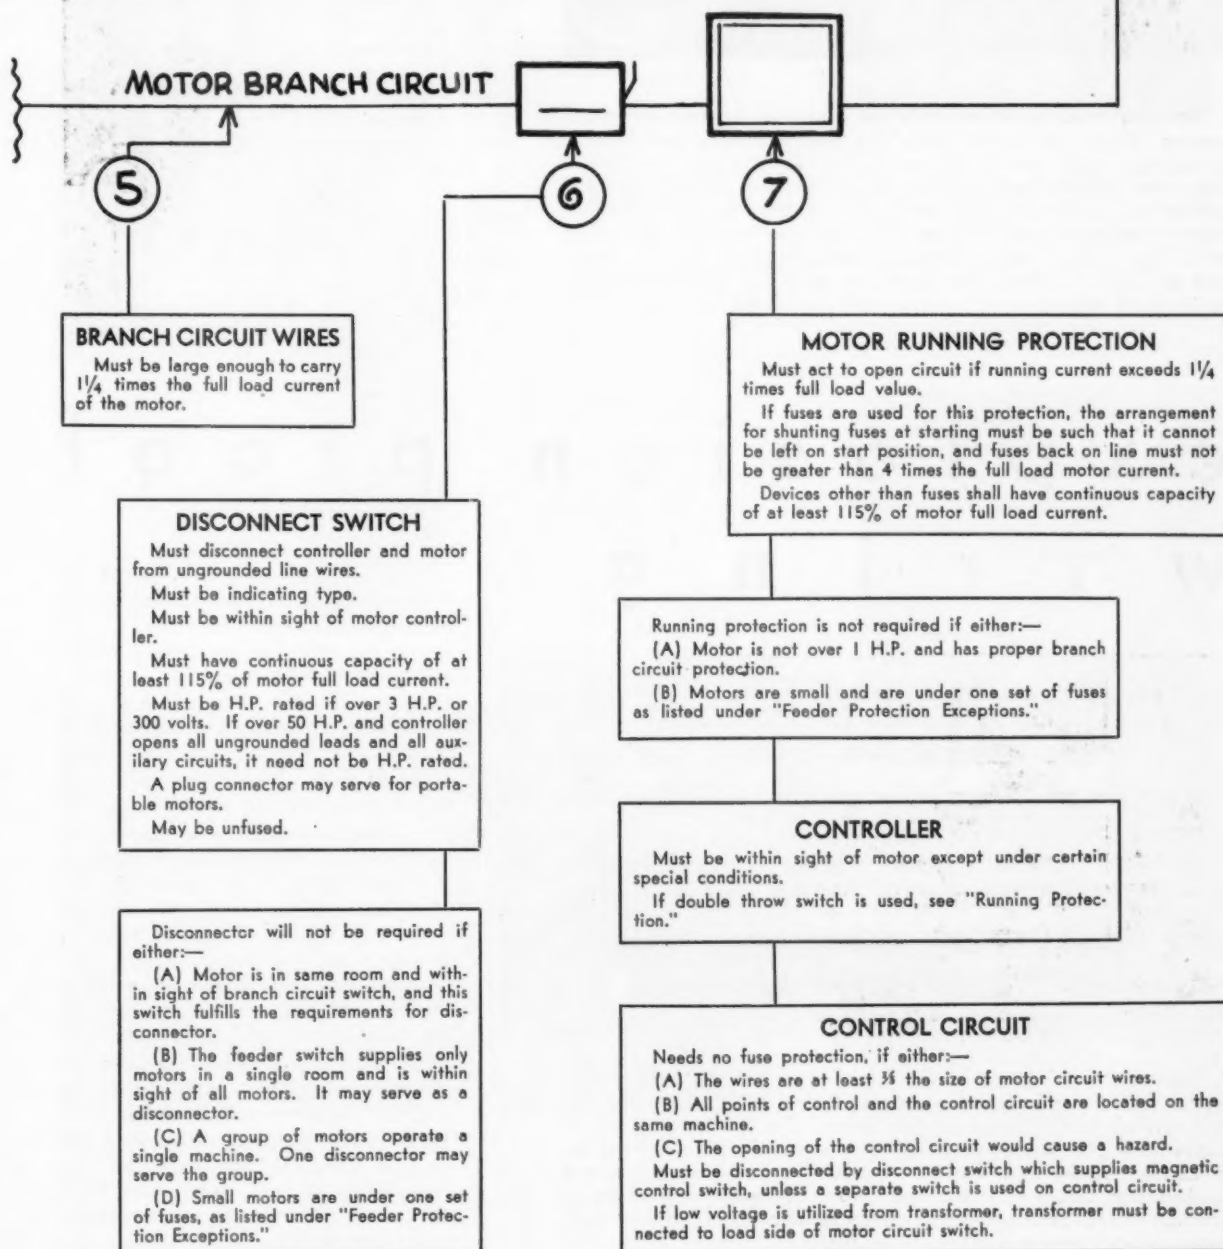 MOTOR BRANCH CIRCUIT
5
6
7
BRANCH CIRCUIT WIRES
Must be large enough to carry
1¼ times the full load current
of the motor.
DISCONNECT SWITCH
Must disconnect controller and motor
from ungrounded line wires.
Must be indicating type.
Must be within sight of motor control-
ler.
Must have continuous capacity of at
least 115% of motor full load current.
Must be H.P. rated if over 3 H.P. or
300 volts. If over 50 H.P. and controller
opens all ungrounded leads and all aux-
ilary circuits, it need not be H.P. rated.
A plug connector may serve for porta-
ble motors.
May be unfused.
Disconnector will not be required if
either:—
(A) Motor is in same room and with-
in sight of branch circuit switch, and this
switch fulfills the requirements for dis-
connector.
(B) The feeder switch supplies only
motors in a single room and is within
sight of all motors. It may serve as a
disconnector.
(C) A group of motors operate a
single machine. One disconnector may
serve the group.
(D) Small motors are under one set
of fuses, as listed under "Feeder Protec-
tion Exceptions."
MOTOR RUNNING PROTECTION
Must act to open circuit if running current exceeds 1¼
times full load value.
If fuses are used for this protection, the arrangement
for shunting fuses at starting must be such that it cannot
be left on start position, and fuses back on line must not
be greater than 4 times the full load motor current.
Devices other than fuses shall have continuous capacity
of at least 115% of motor full load current.
Running protection is not required if either:—
(A) Motor is not over 1 H.P. and has proper branch
circuit protection.
(B) Motors are small and are under one set of fuses
as listed under "Feeder Protection Exceptions."
CONTROLLER
Must be within sight of motor except under certain
special conditions.
If double throw switch is used, see "Running Protec-
tion."
CONTROL CIRCUIT
Needs no fuse protection, if either:—
(A) The wires are at least the size of motor circuit wires.
(B) All points of control and the control circuit are located on the
same machine.
(C) The opening of the control circuit would cause a hazard.
Must be disconnected by disconnect switch which supplies magnetic
control switch, unless a separate switch is used on control circuit.
If low voltage is utilized from transformer, transformer must be con-
nected to load side of motor circuit switch.